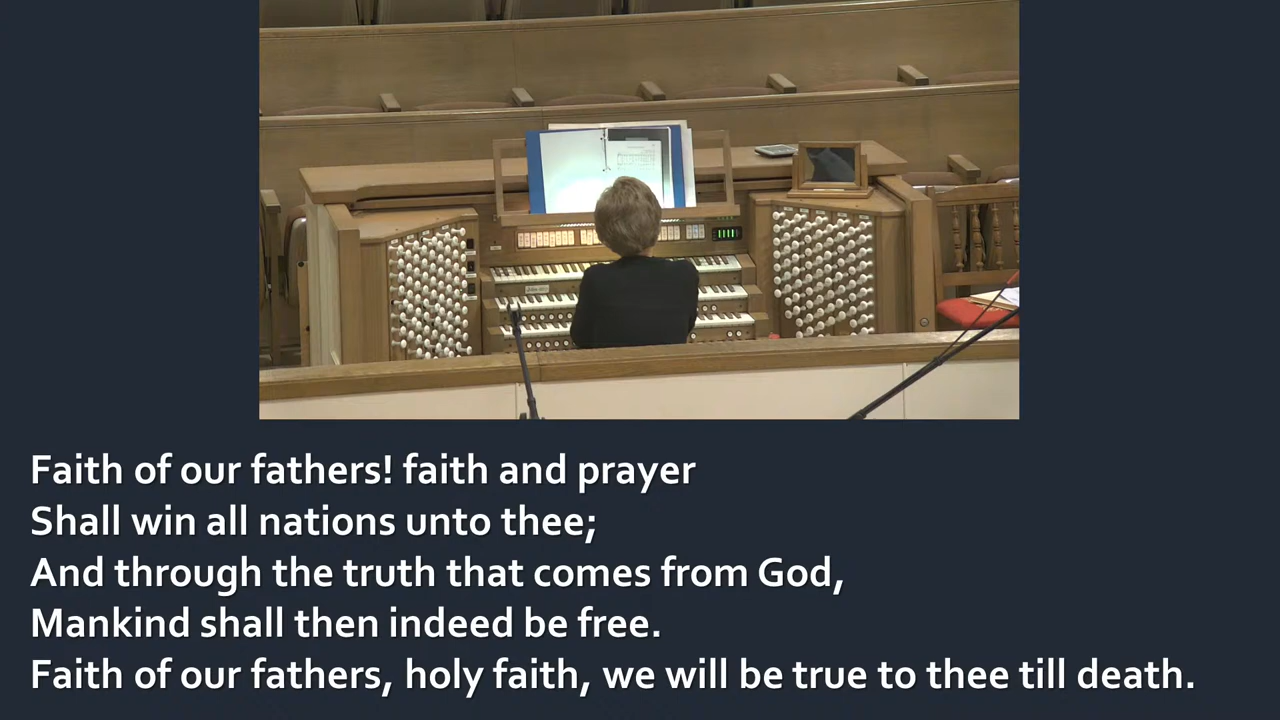 Faith of our fathers! faith and prayer
Shall win all nations unto thee;
And through the truth that comes from God,
Mankind shall then indeed be free.
Faith of our fathers, holy faith, we will be true to thee till death.